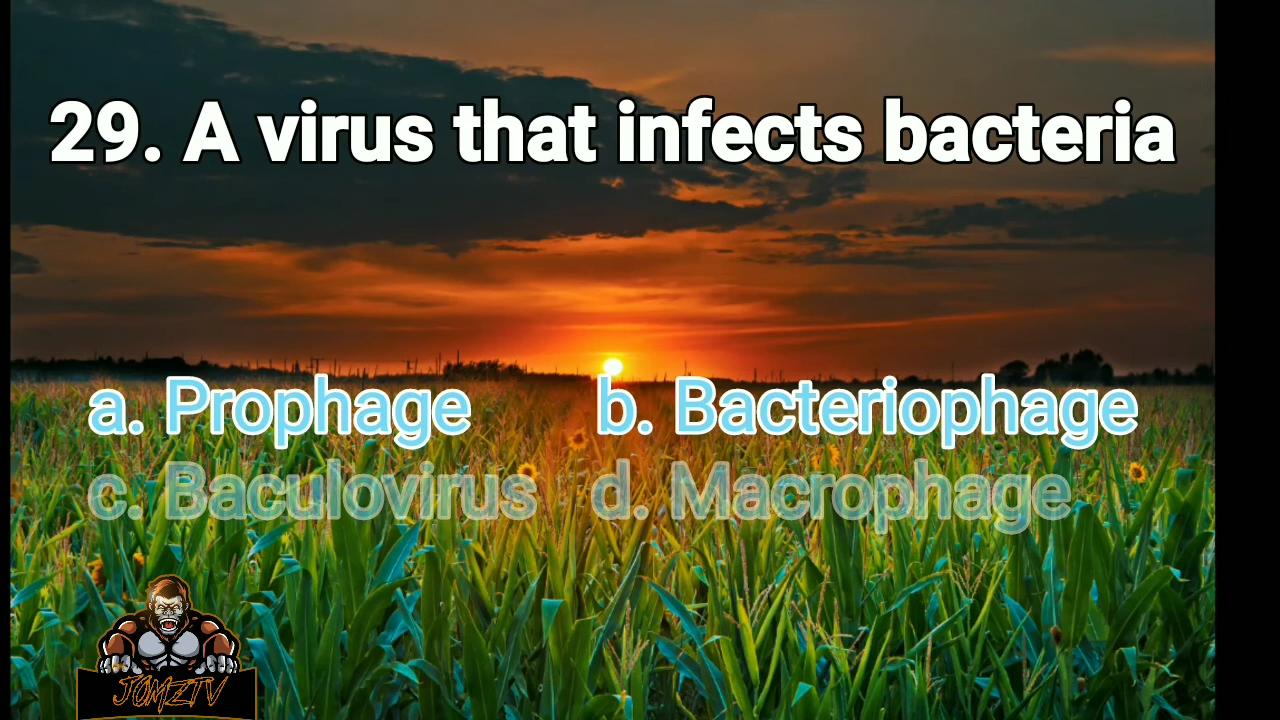 29. A virus that infects bacteria
a. Prophage b. Bacteriophage
c. Baculovirus d. Macrophage
JOMZTV